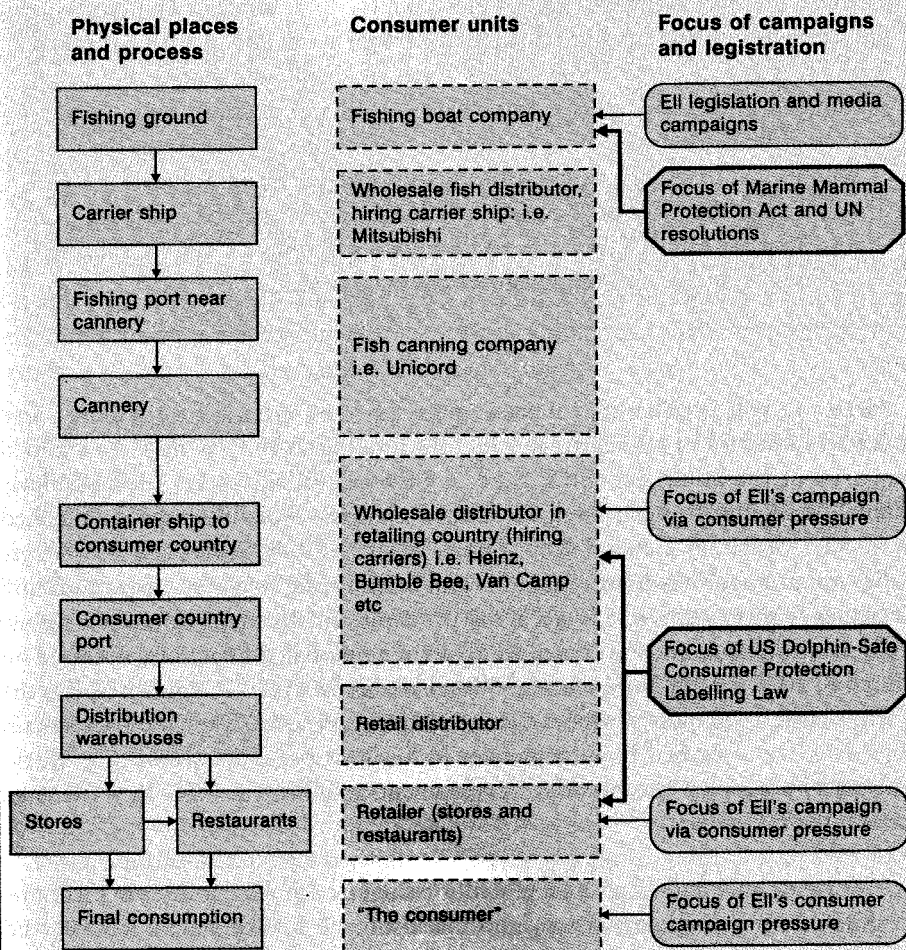 Physical places
and process
Consumer units
Focus of campaigns
and legistration
Fishing ground
Fishing boat company
EII legislation and media
campaigns
Carrier ship
Wholesale fish distributor,
hiring carrier ship: i.e.
Mitsubishi
Focus of Marine Mammal
Protection Act and UN
resolutions
Fishing port near
cannery
Fish canning company
i.e. Unicord
Cannery
Container ship to
consumer country
Wholesale distributor in
retailing country (hiring
carriers) i.e. Heinz,
Bumble Bee, Van Camp
etc
Focus of EII's campaign
via consumer pressure
Consumer country
port
Focus of US Dolphin-Safe
Consumer Protection
Labelling Law
Distribution
warehouses
Retail distributor
Stores
Restaurants
Retailer (stores and
restaurants)
Focus of EII's campaign
via consumer pressure
Final consumption
"The consumer"
Focus of EII's consumer
campaign pressure